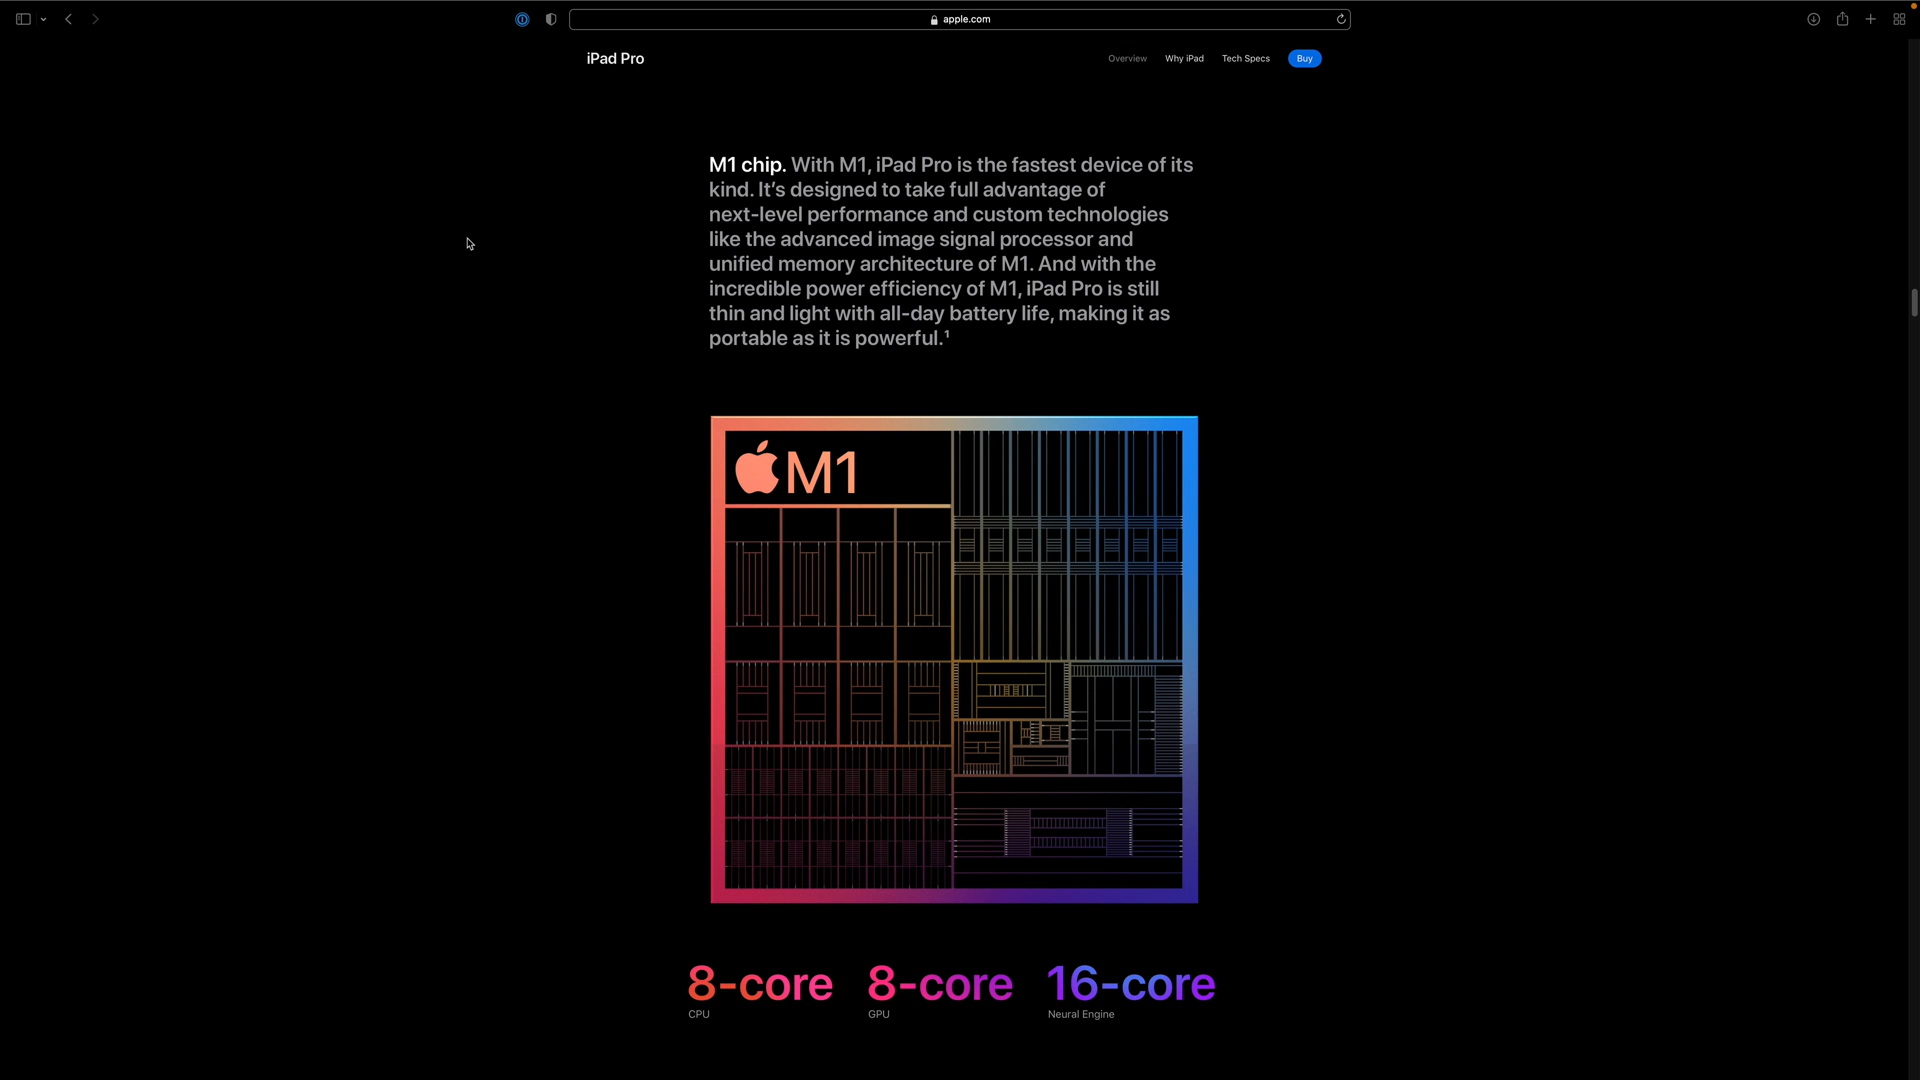 apple.com
iPad Pro
Overview
Why iPad
Tech Specs
Buy
M1 chip. With M1, iPad Pro is the fastest device of its
kind. It’s designed to take full advantage of
next-level performance and custom technologies
like the advanced image signal processor and
unified memory architecture of M1. And with the
incredible power efficiency of M1, iPad Pro is still
thin and light with all-day battery life, making it as
portable as it is powerful.¹
M1
8-core
CPU
8-core
GPU
16-core
Neural Engine